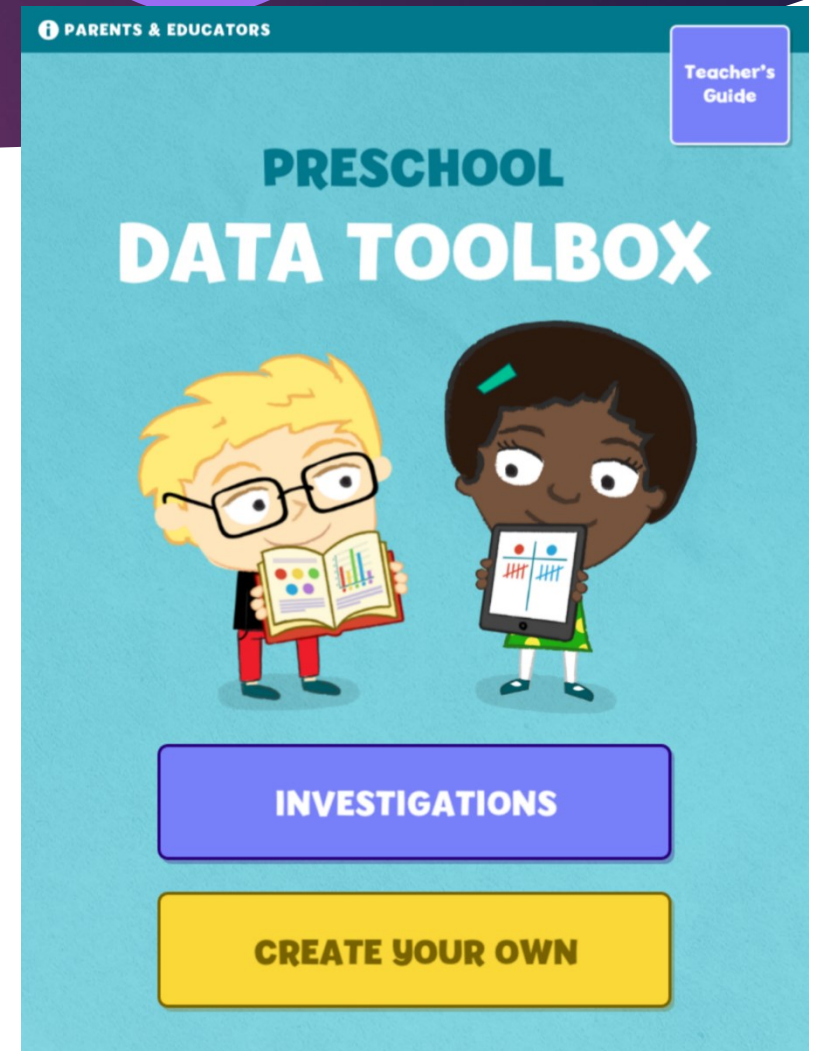 PARENTS & EDUCATORS
Teacher's
Guide
PRESCHOOL
DATA TOOLBOX
INVESTIGATIONS
CREATE YOUR OWN